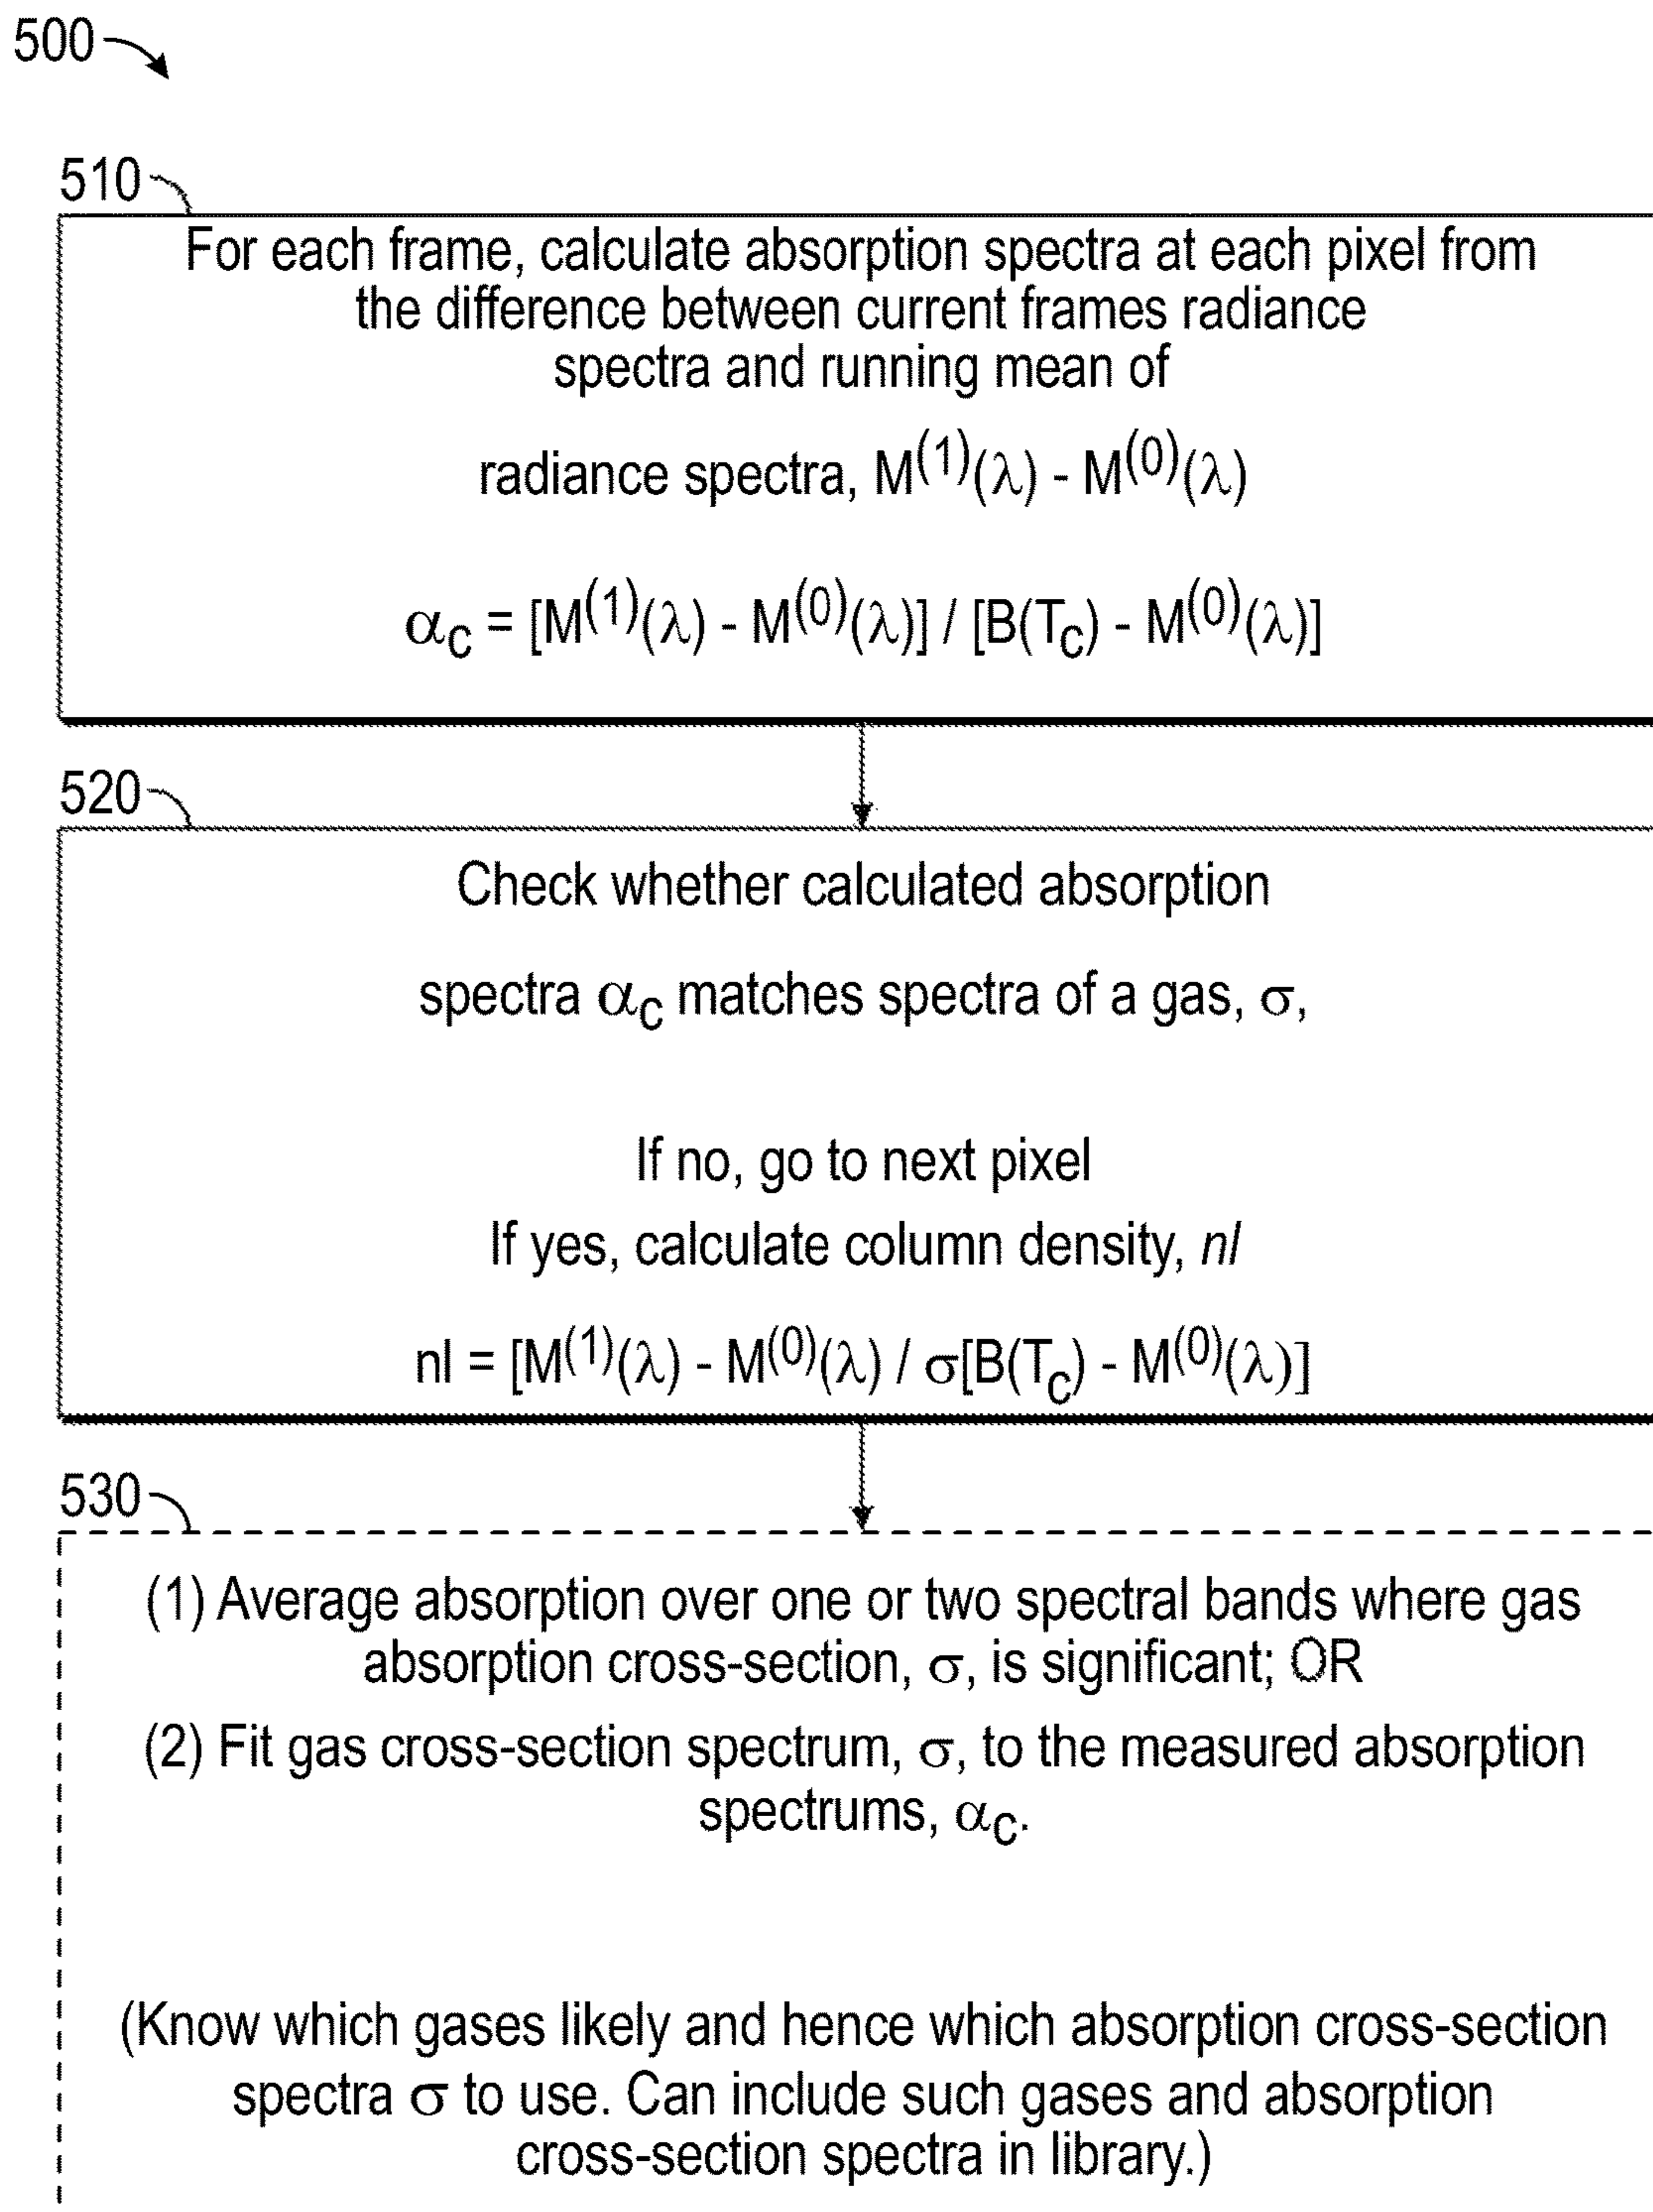 500
510
For each frame, calculate absorption spectra at each pixel from
the difference between current frames radiance
spectra and running mean of
radiance spectra, M(1)(λ) - M(0)(λ)
αC = [M(1)(λ) - M(0)(λ)] / [B(TC) - M(0)(λ)]
520
Check whether calculated absorption
spectra αC matches spectra of a gas, σ,
If no, go to next pixel
If yes, calculate column density, nl
nl = [M(1)(λ) - M(0)(λ) / σ[B(TC) - M(0)(λ)]
530
(1) Average absorption over one or two spectral bands where gas
absorption cross-section, σ, is significant; OR
(2) Fit gas cross-section spectrum, σ, to the measured absorption
spectrums, αC.
(Know which gases likely and hence which absorption cross-section
spectra σ to use. Can include such gases and absorption
cross-section spectra in library.)